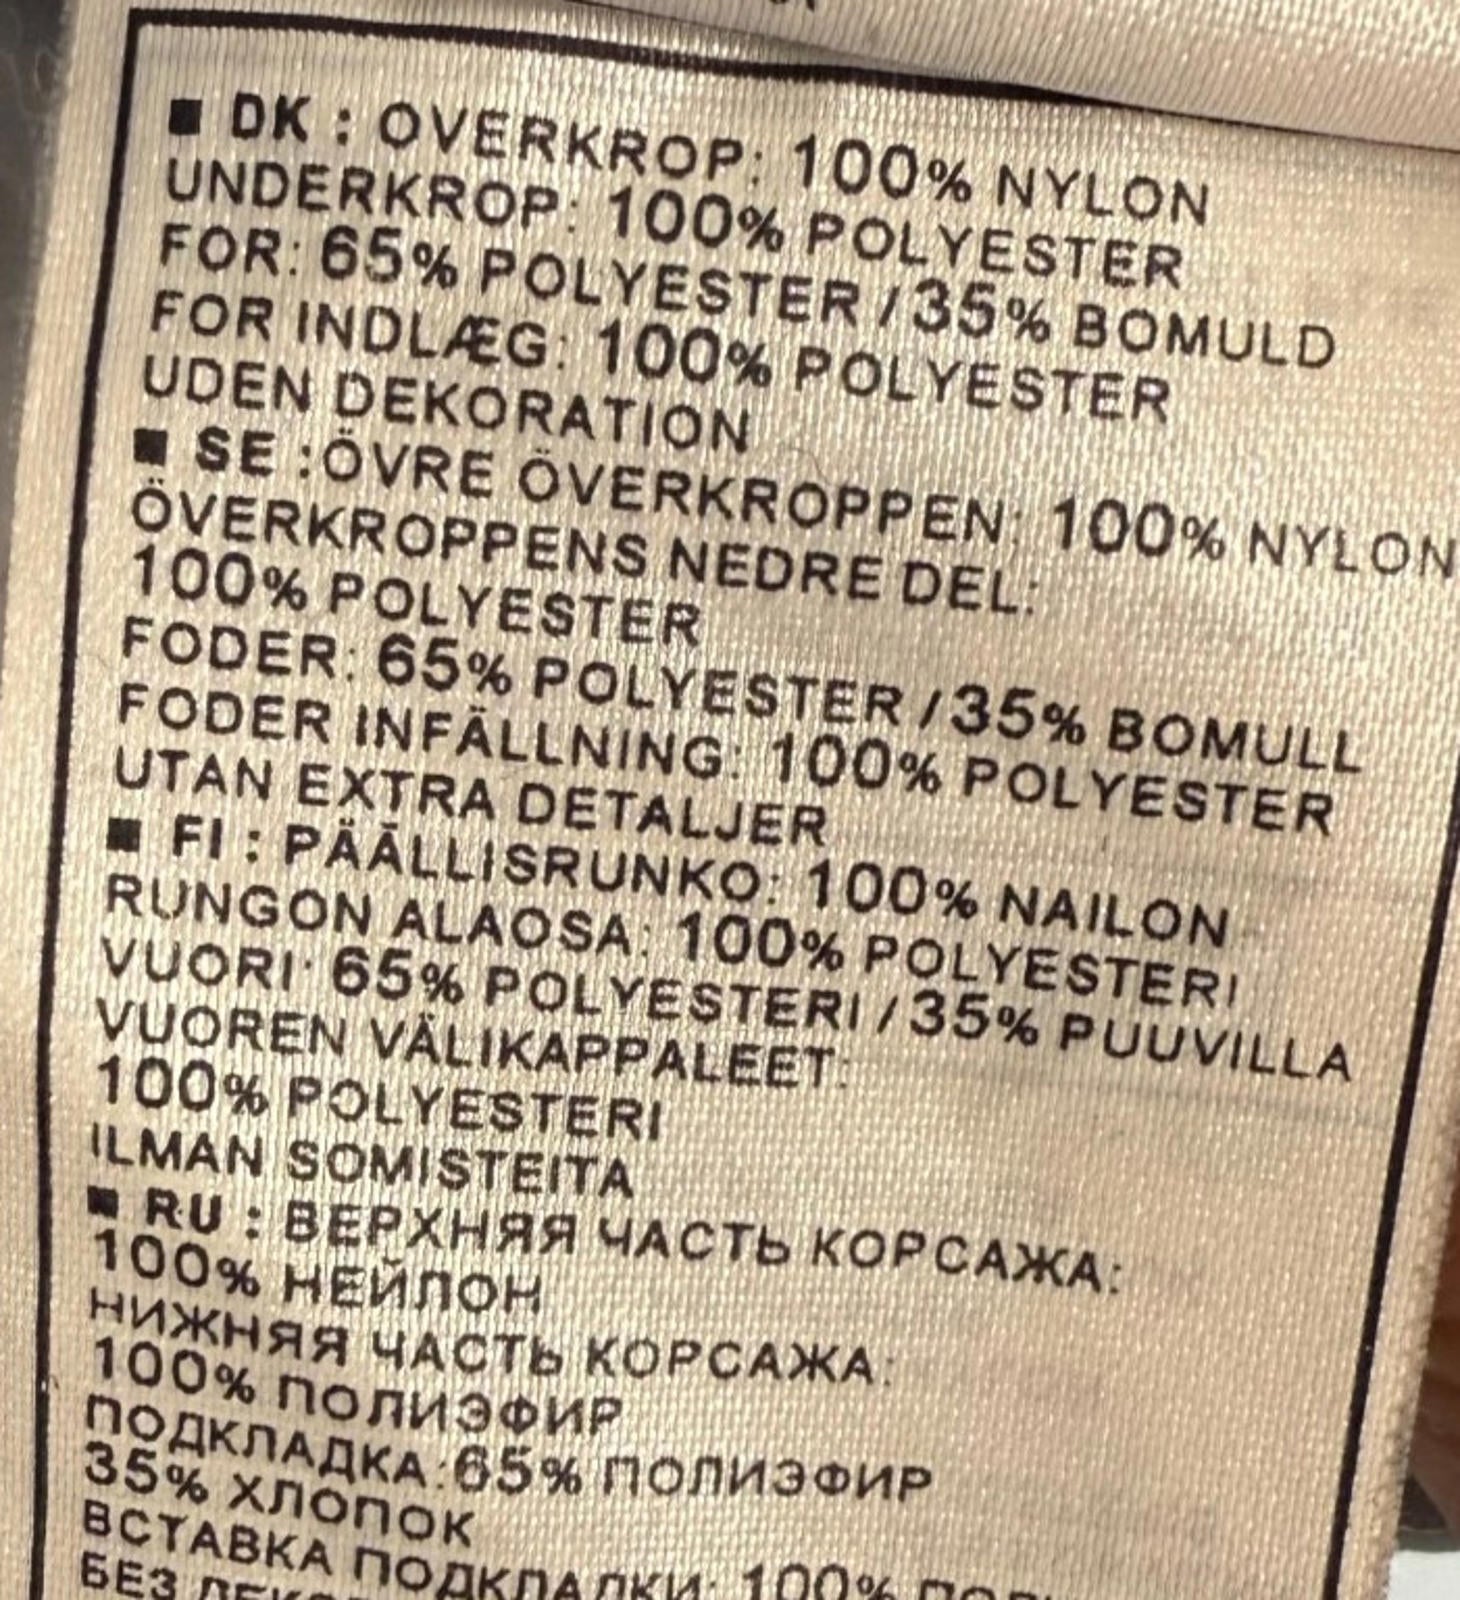 ■ DK : OVERKROP: 100% NYLON
UNDERKROP: 100% POLYESTER
FOR: 65% POLYESTER / 35% BOMULD
FOR INDLÆG: 100% POLYESTER
UDEN DEKORATION
■ SE :ÖVRE ÖVERKROPPEN: 100% NYLON
ÖVERKROPPENS NEDRE DEL:
100% POLYESTER
FODER: 65% POLYESTER / 35% BOMULL
FODER INFÄLLNING: 100% POLYESTER
UTAN EXTRA DETALJER
■ FI : PÄÄLLISRUNKO: 100% NAILON
RUNGON ALAOSA: 100% POLYESTERI
VUORI: 65% POLYESTERI / 35% PUUVILLA
VUOREN VÄLIKAPPALEET:
100% POLYESTERI
ILMAN SOMISTEITA
■ RU : ВЕРХНЯЯ ЧАСТЬ КОРСАЖА:
100% НЕЙЛОН
НИЖНЯЯ ЧАСТЬ КОРСАЖА:
100% ПОЛИЭФИР
ПОДКЛАДКА:65% ПОЛИЭФИР
35% ХЛОПОК
ВСТАВКА ПОДКЛАДКИ: 100%
БЕЗ